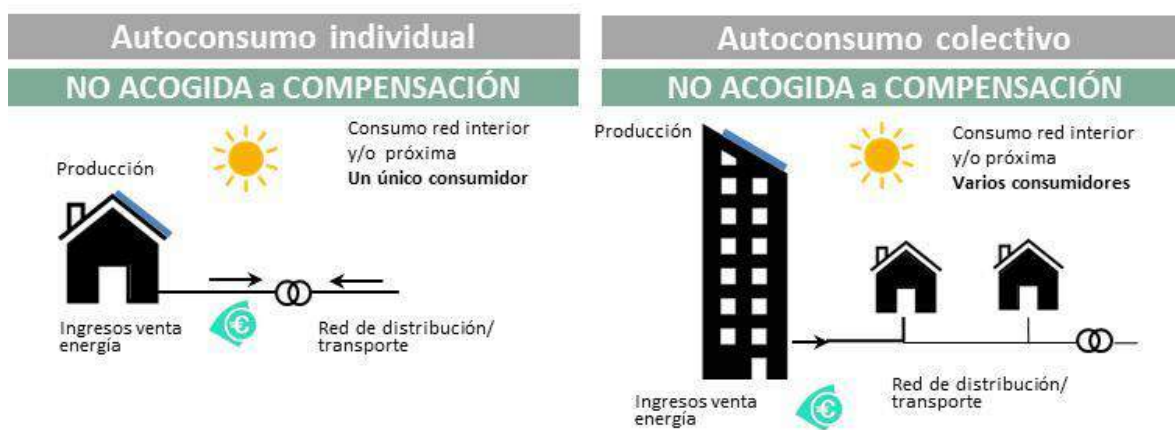 Autoconsumo individual
NO ACOGIDA a COMPENSACIÓN
Consumo red interior
y/o próxima
Un único consumidor
Producción
Ingresos venta
energía
€
Red de distribución/
transporte
Autoconsumo colectivo
NO ACOGIDA a COMPENSACIÓN
Producción
Consumo red interior
y/o próxima
Varios consumidores
Red de distribución/
transporte
Ingresos venta
energía
€